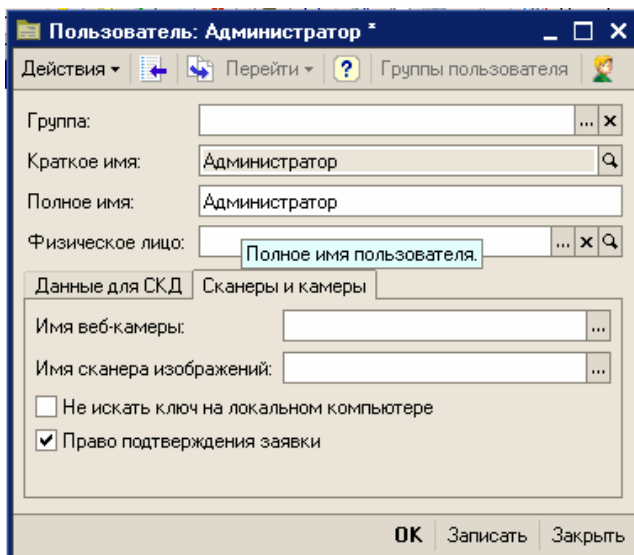 Пользователь: Администратор *
Действия Перейти ? Группы пользователя
Группа: ... x
Краткое имя: Администратор
Полное имя: Администратор
Физическое лицо: ... x
Полное имя пользователя.
Данные для СКД Сканеры и камеры
Имя веб-камеры: ...
Имя сканера изображений: ...
Не искать ключ на локальном компьютере
Право подтверждения заявки
OK Записать Закрыть